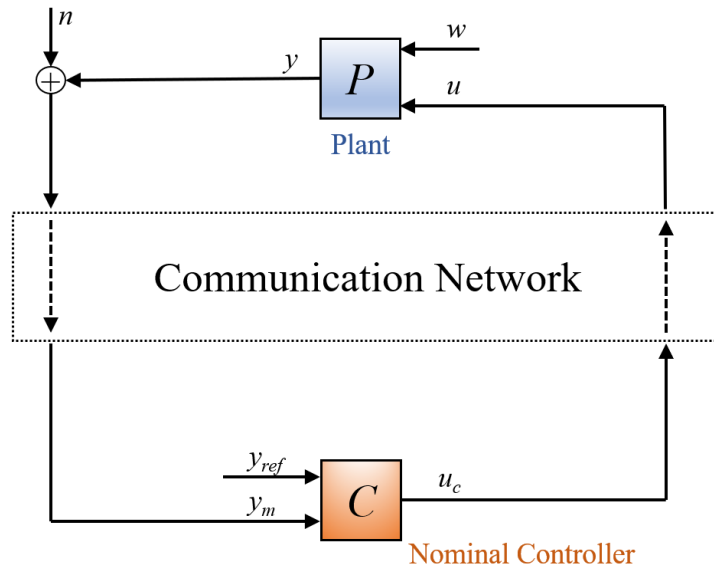 n
w
y
P
+
u
Plant
Communication Network
y_ref
C
u_c
y_m
Nominal Controller